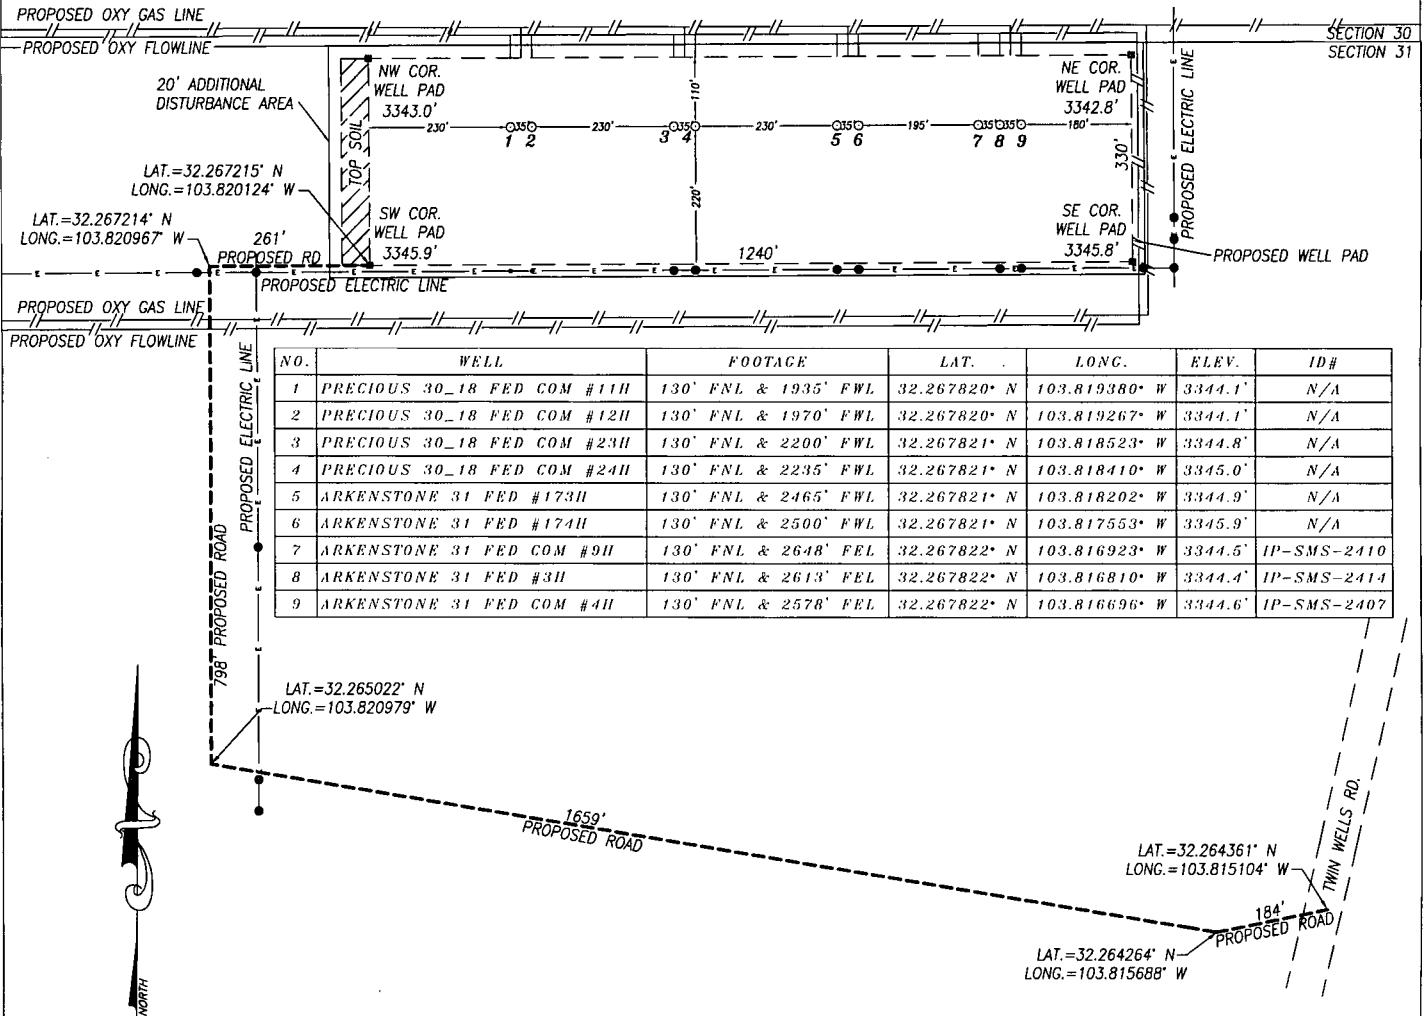 PROPOSED OXY GAS LINE
PROPOSED OXY FLOWLINE
SECTION 30
SECTION 31
20' ADDITIONAL
DISTURBANCE AREA
TOP SOIL
NW COR.
WELL PAD
3343.0'
NE COR.
WELL PAD
3342.8'
PROPOSED ELECTRIC LINE
110'
230' 35' 230' 35' 230' 35' 195' 35' 35' 180'
1 2 3 4 5 6 7 8 9
330'
220'
LAT.=32.267215° N
LONG.=103.820124° W
LAT.=32.267214° N
LONG.=103.820967° W
SW COR.
WELL PAD
3345.9'
SE COR.
WELL PAD
3345.8'
261'
PROPOSED RD
1240'
PROPOSED WELL PAD
PROPOSED ELECTRIC LINE
PROPOSED OXY GAS LINE
PROPOSED OXY FLOWLINE
PROPOSED ELECTRIC LINE
798' PROPOSED ROAD
NO. WELL FOOTAGE LAT. LONG. ELEV. ID#
1 PRECIOUS 30_18 FED COM #11H 130' FNL & 1935' FWL 32.267820° N 103.819380° W 3344.1' N/A
2 PRECIOUS 30_18 FED COM #12H 130' FNL & 1970' FWL 32.267820° N 103.819267° W 3344.1' N/A
3 PRECIOUS 30_18 FED COM #23H 130' FNL & 2200' FWL 32.267821° N 103.818523° W 3344.8' N/A
4 PRECIOUS 30_18 FED COM #24H 130' FNL & 2235' FWL 32.267821° N 103.818410° W 3345.0' N/A
5 ARKENSTONE 31 FED #173H 130' FNL & 2465' FWL 32.267821° N 103.818202° W 3344.9' N/A
6 ARKENSTONE 31 FED #174H 130' FNL & 2500' FWL 32.267821° N 103.817553° W 3345.9' N/A
7 ARKENSTONE 31 FED COM #9H 130' FNL & 2648' FEL 32.267822° N 103.816923° W 3344.5' IP-SMS-2410
8 ARKENSTONE 31 FED #3H 130' FNL & 2613' FEL 32.267822° N 103.816810° W 3344.4' IP-SMS-2414
9 ARKENSTONE 31 FED COM #4H 130' FNL & 2578' FEL 32.267822° N 103.816696° W 3344.6' IP-SMS-2407
LAT.=32.265022° N
LONG.=103.820979° W
1659'
PROPOSED ROAD
LAT.=32.264361° N
LONG.=103.815104° W
TWIN WELLS RD.
184'
PROPOSED ROAD
LAT.=32.264264° N
LONG.=103.815688° W
NORTH